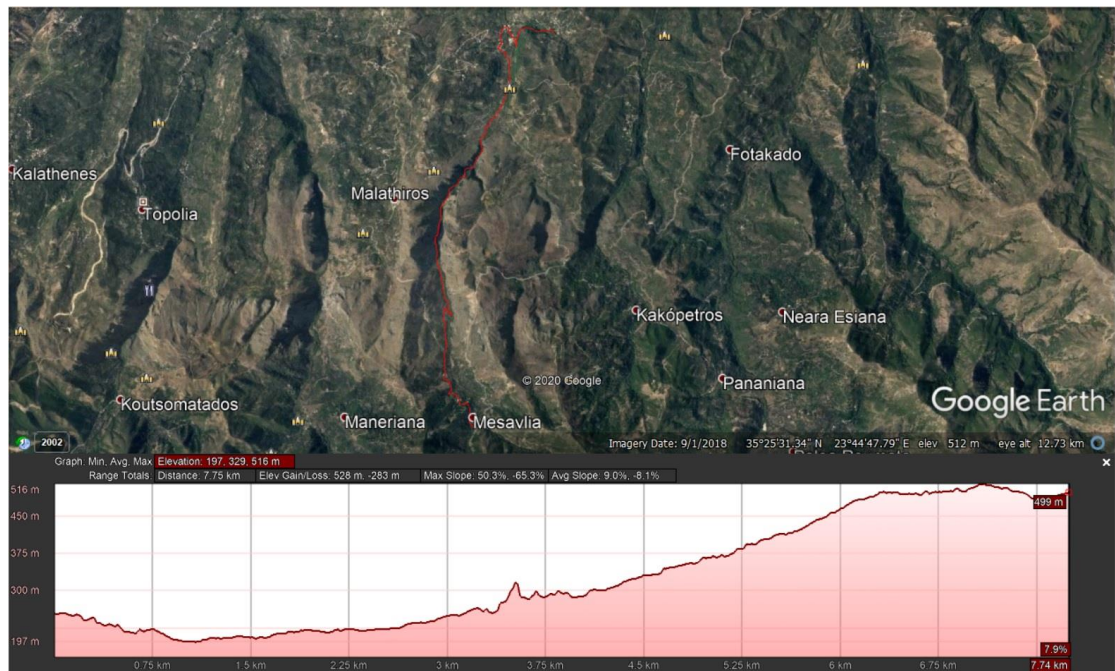 Kalathenes
Topolia
Malathiros
Fotakado
Kakópetros
Neara Esiana
Pananiana
Koutsomatados
Maneriana
Mesavlia
© 2020 Google
Google Earth
2002
Imagery Date: 9/1/2018 35°25'31.34" N 23°44'47.79" E elev 512 m eye alt 12.73 km
Graph: Min, Avg, Max Elevation: 197, 329, 516 m
Range Totals: Distance: 7.75 km Elev Gain/Loss: 528 m, -283 m Max Slope: 50.3%, -65.3% Avg Slope: 9.0%, -8.1%
516 m
499 m
450 m
375 m
300 m
197 m
7.9%
0.75 km 1.5 km 2.25 km 3 km 3.75 km 4.5 km 5.25 km 6 km 6.75 km 7.74 km